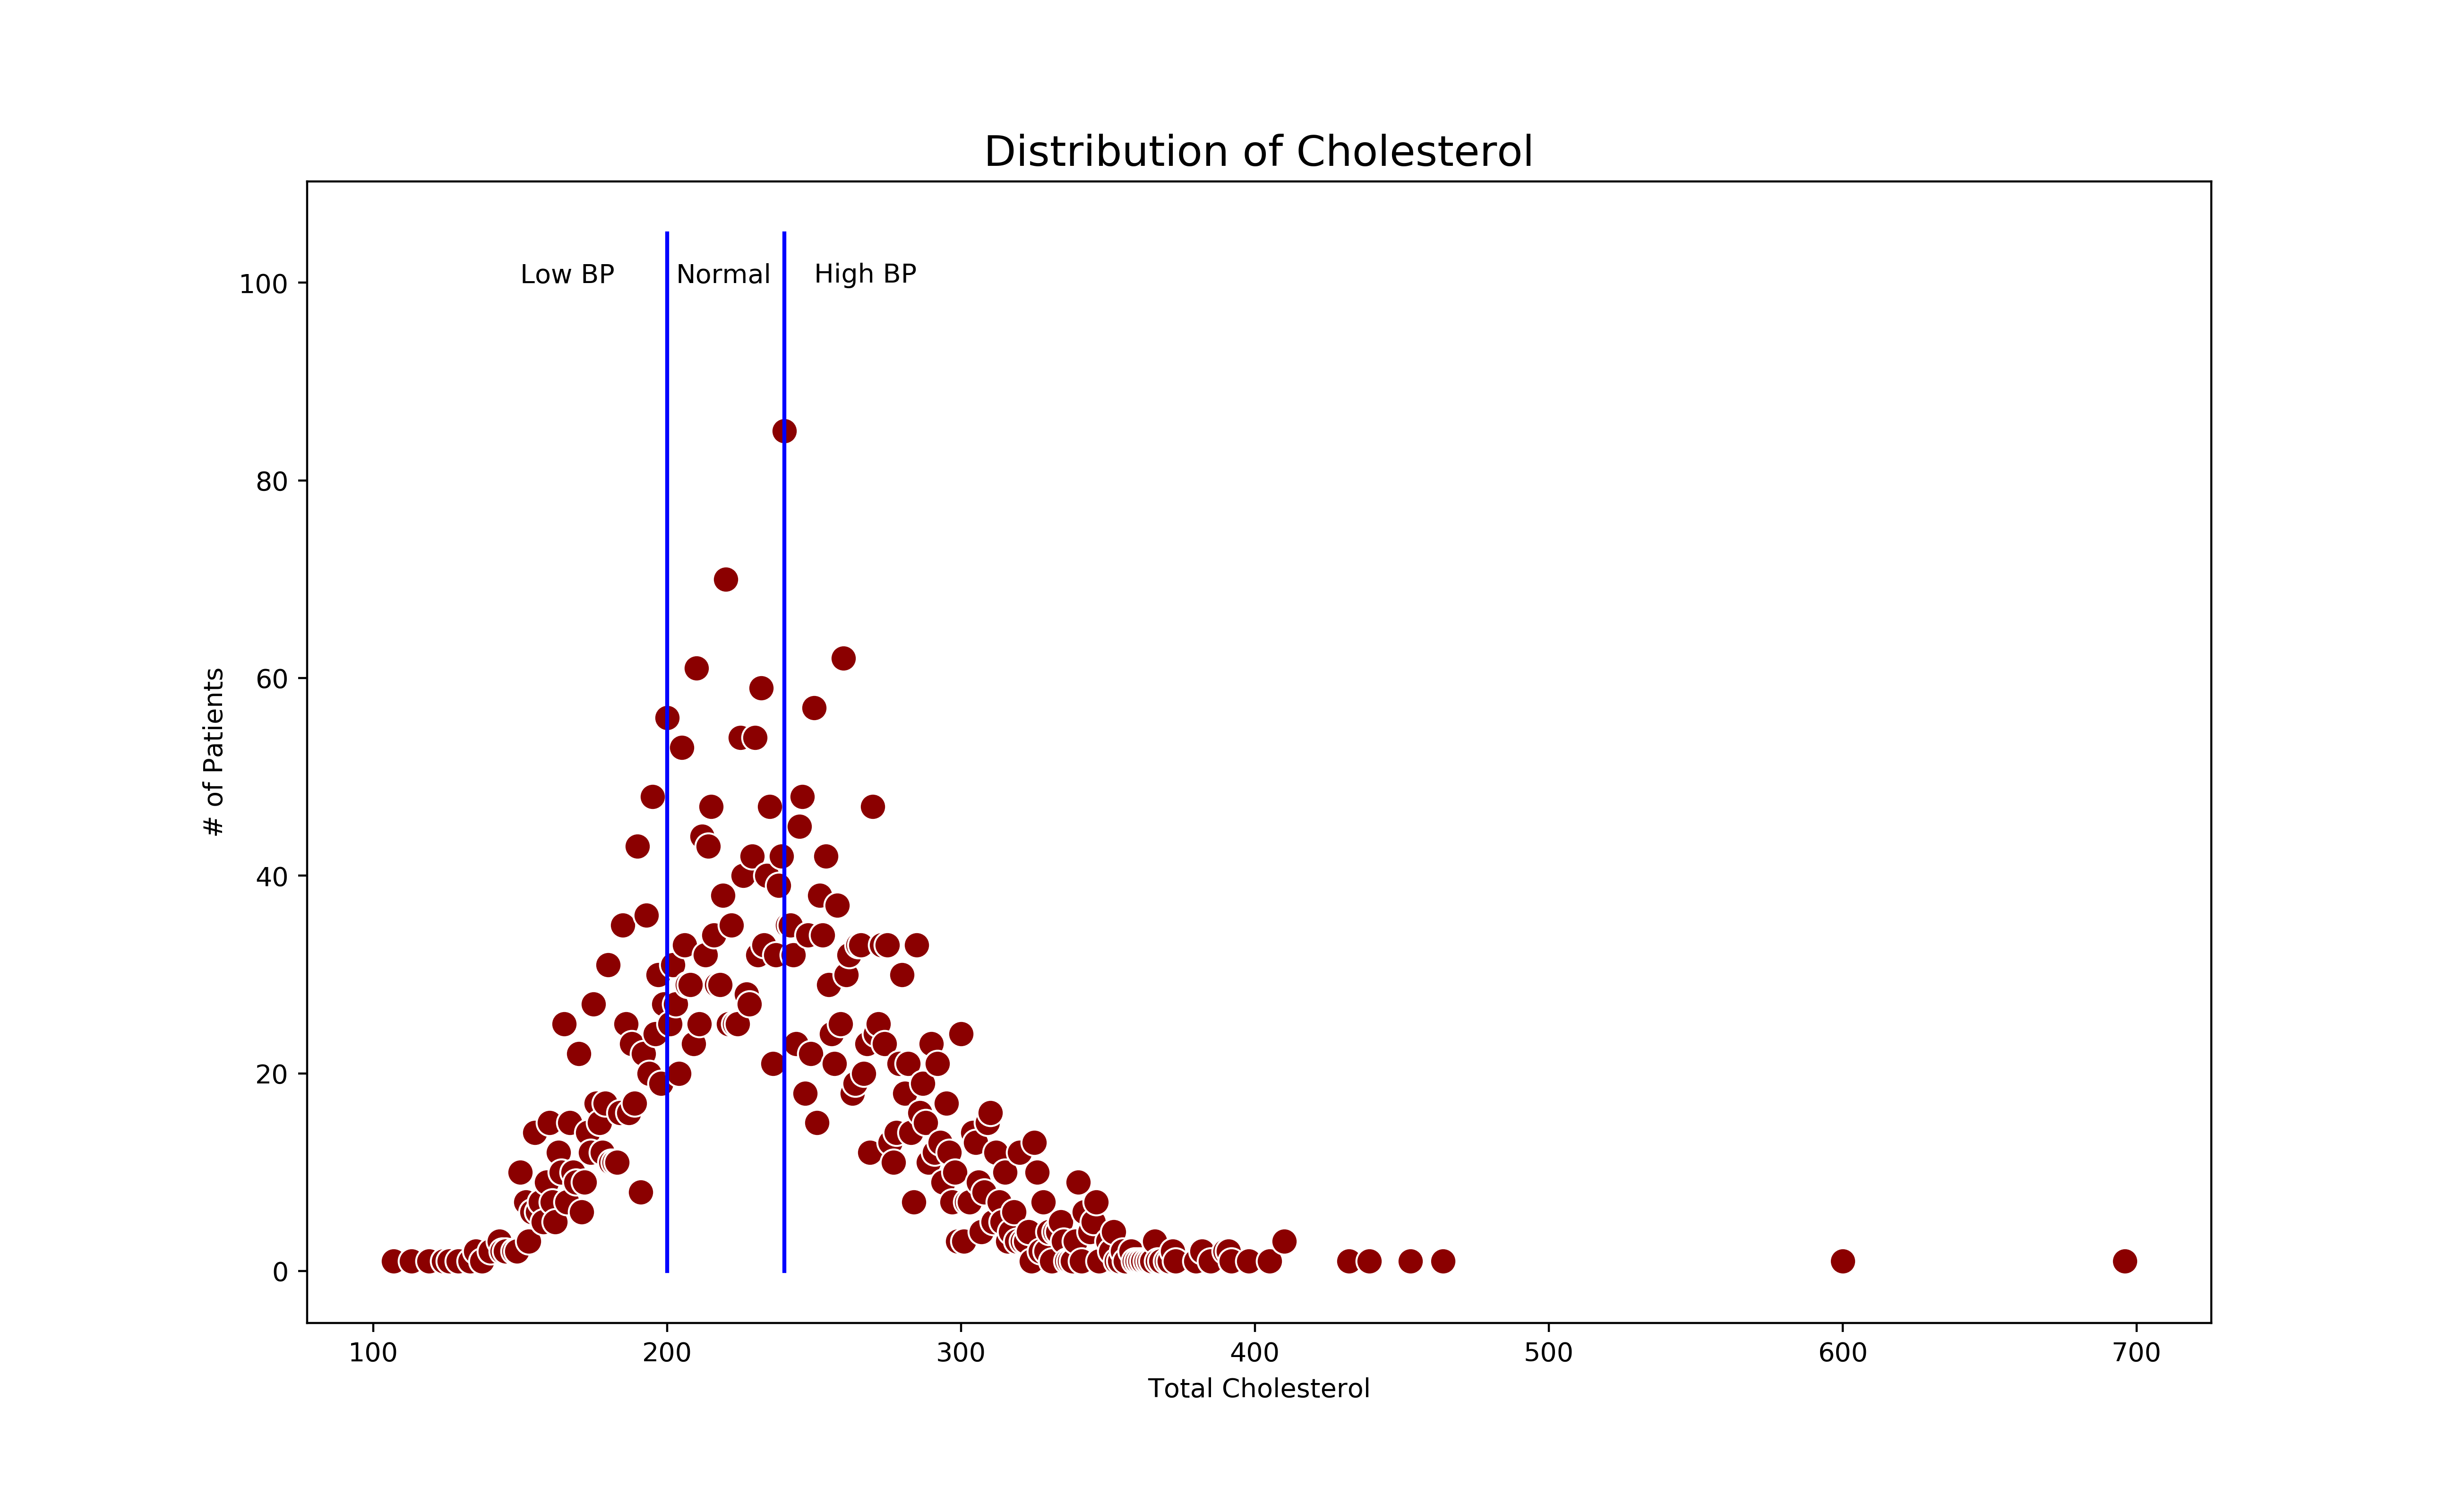 Distribution of Cholesterol
Low BP
Normal
High BP
100
80
60
40
20
0
# of Patients
100
200
300
400
500
600
700
Total Cholesterol